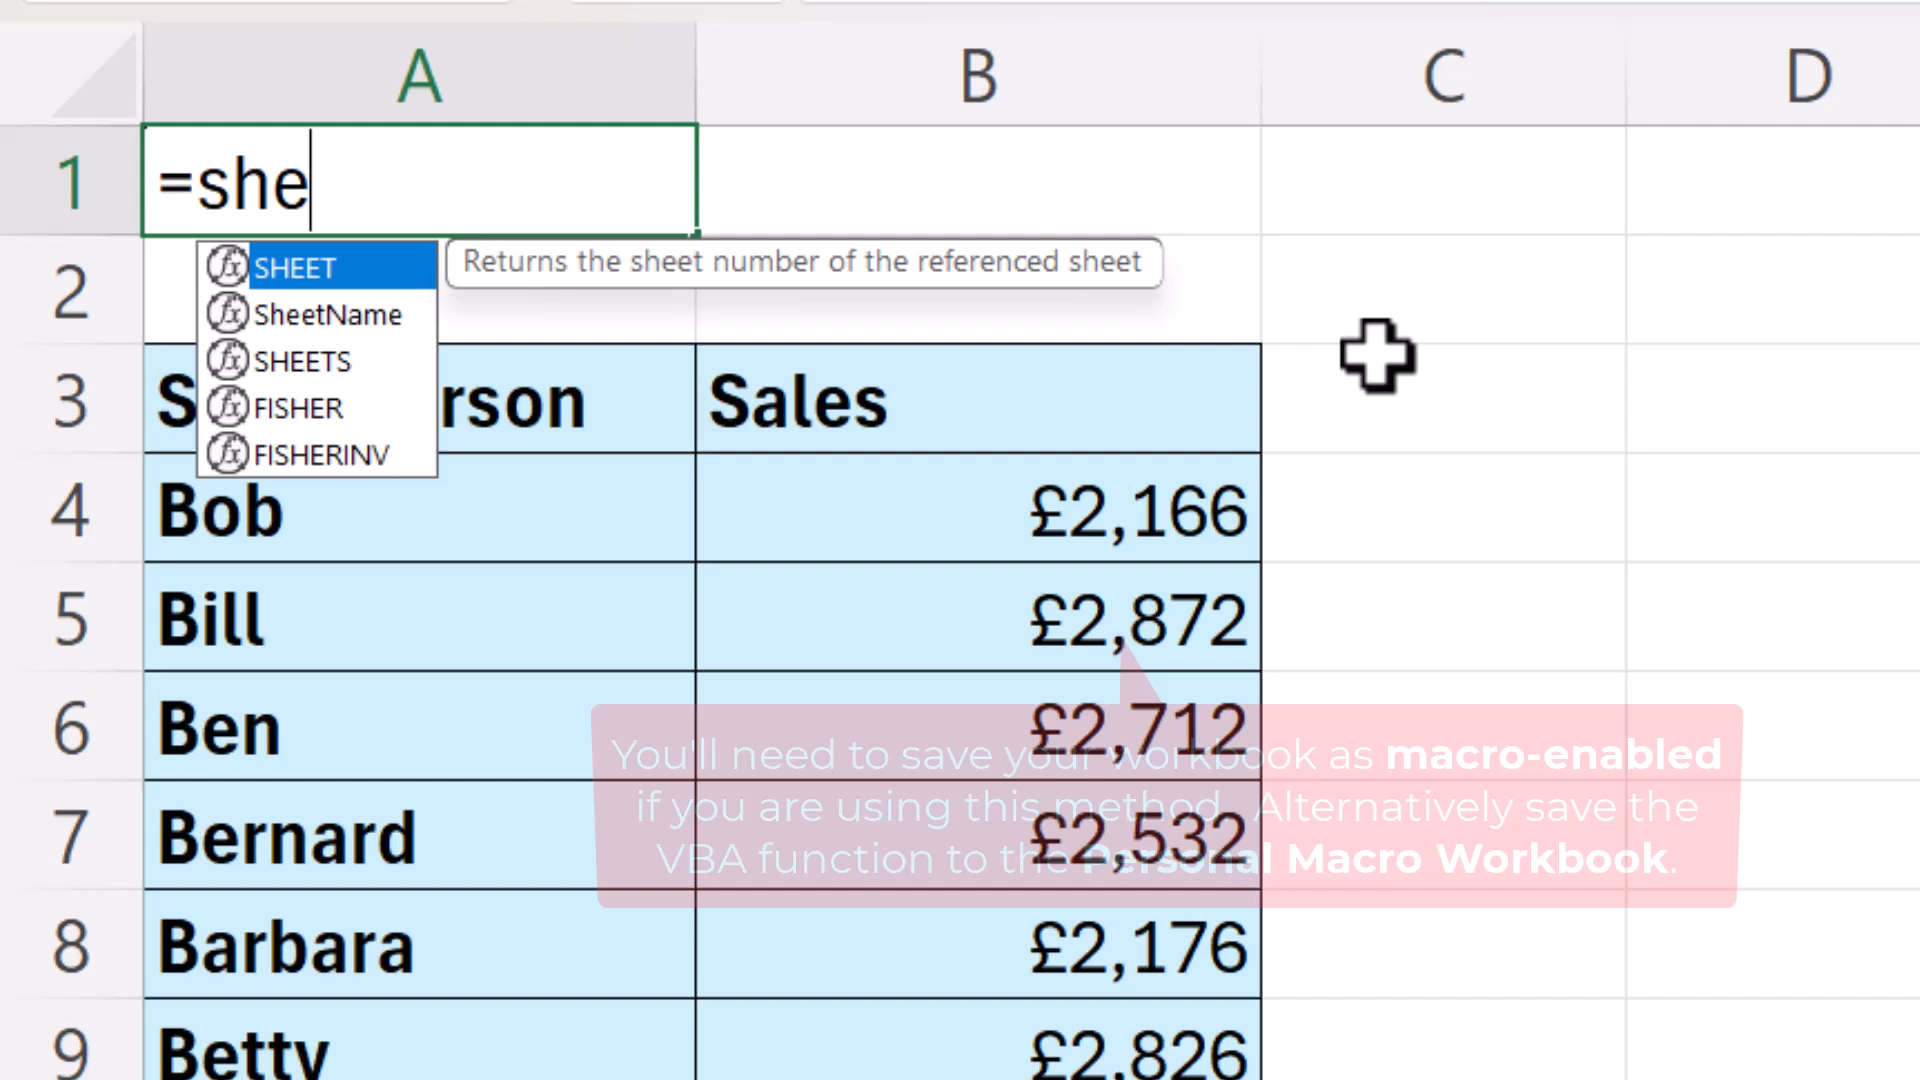 A B C D
1 =she
SHEET Returns the sheet number of the referenced sheet
2
SheetName
SHEETS
3 S rson Sales
FISHER
FISHERINV
4 Bob £2,166
5 Bill £2,872
6 Ben £2,712
You'll need to save your workbook as macro-enabled
if you are using this method. Alternatively save the
7 Bernard £2,532
VBA function to the Personal Macro Workbook.
8 Barbara £2,176
9 Betty £2,826